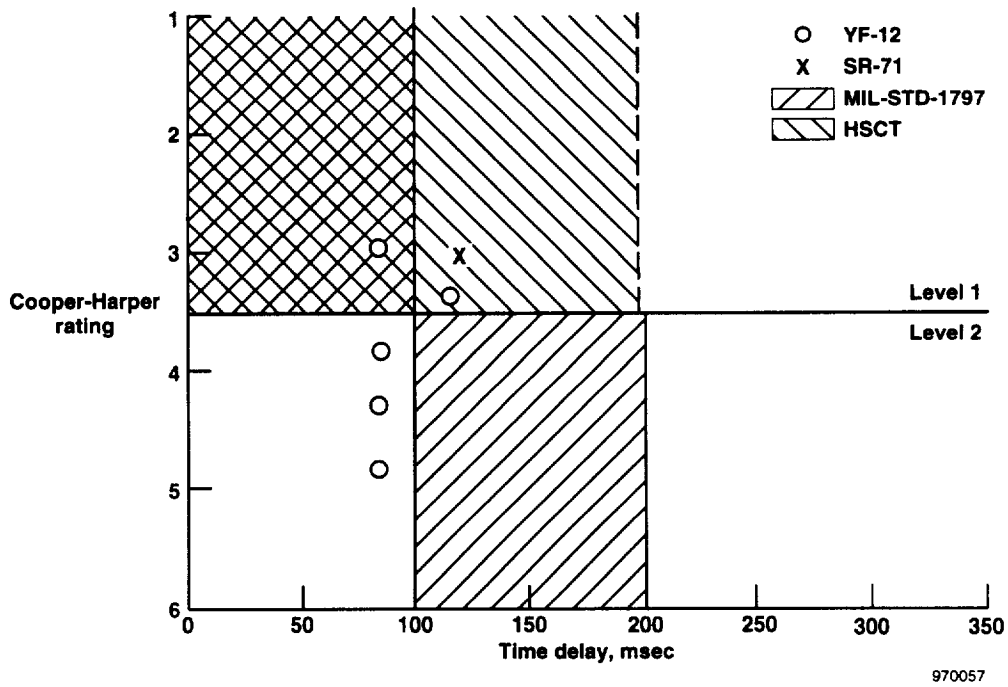 1
2
3
4
5
6
Cooper-Harper
rating
YF-12
X SR-71
MIL-STD-1797
HSCT
X
Level 1
Level 2
0 50 100 150 200 250 300 350
Time delay, msec
970057